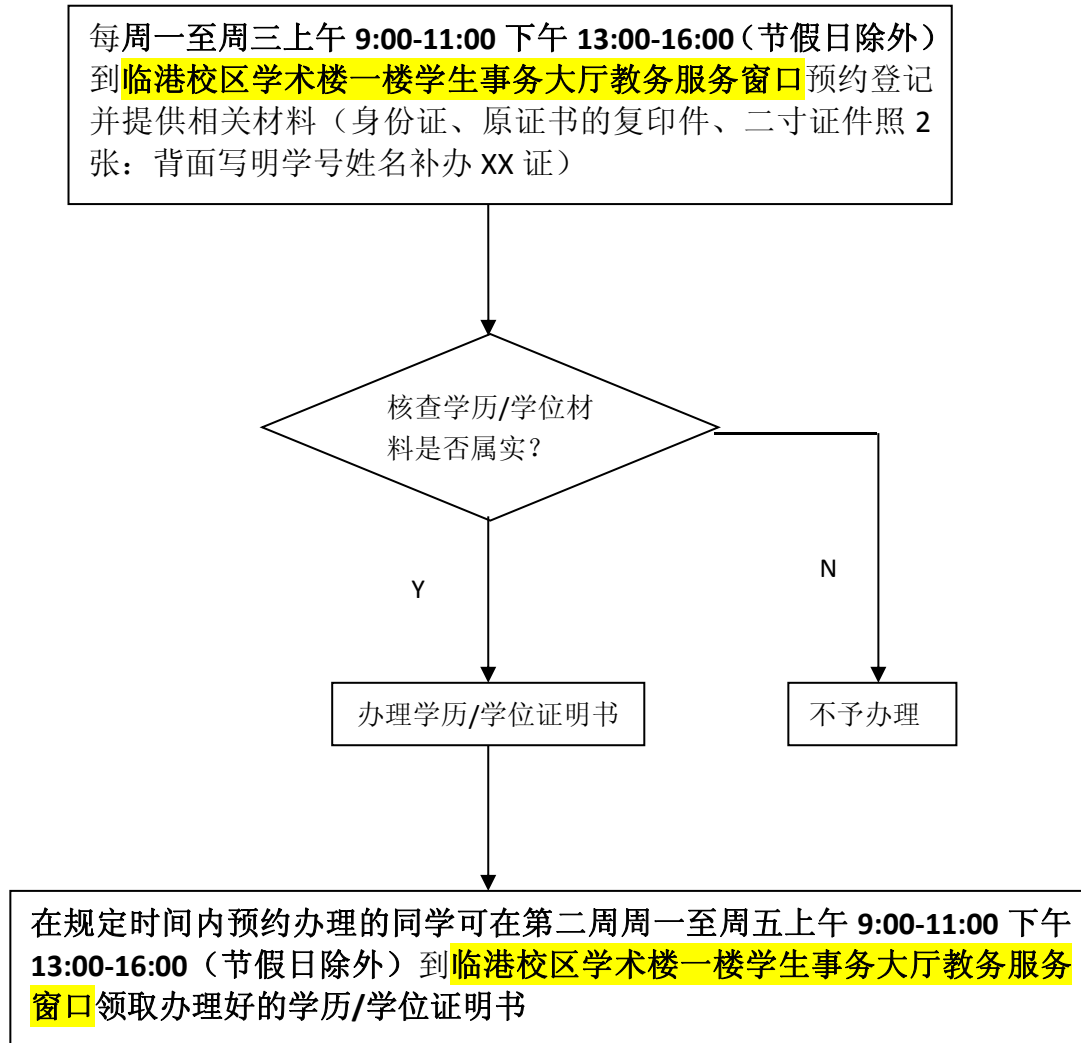 每周一至周三上午 9:00-11:00 下午 13:00-16:00（节假日除外）
到临港校区学术楼一楼学生事务大厅教务服务窗口预约登记
并提供相关材料（身份证、原证书的复印件、二寸证件照 2
张：背面写明学号姓名补办 XX 证）
核查学历/学位材
料是否属实？
Y
N
办理学历/学位证明书
不予办理
在规定时间内预约办理的同学可在第二周周一至周五上午 9:00-11:00 下午
13:00-16:00（节假日除外）到临港校区学术楼一楼学生事务大厅教务服务
窗口领取办理好的学历/学位证明书